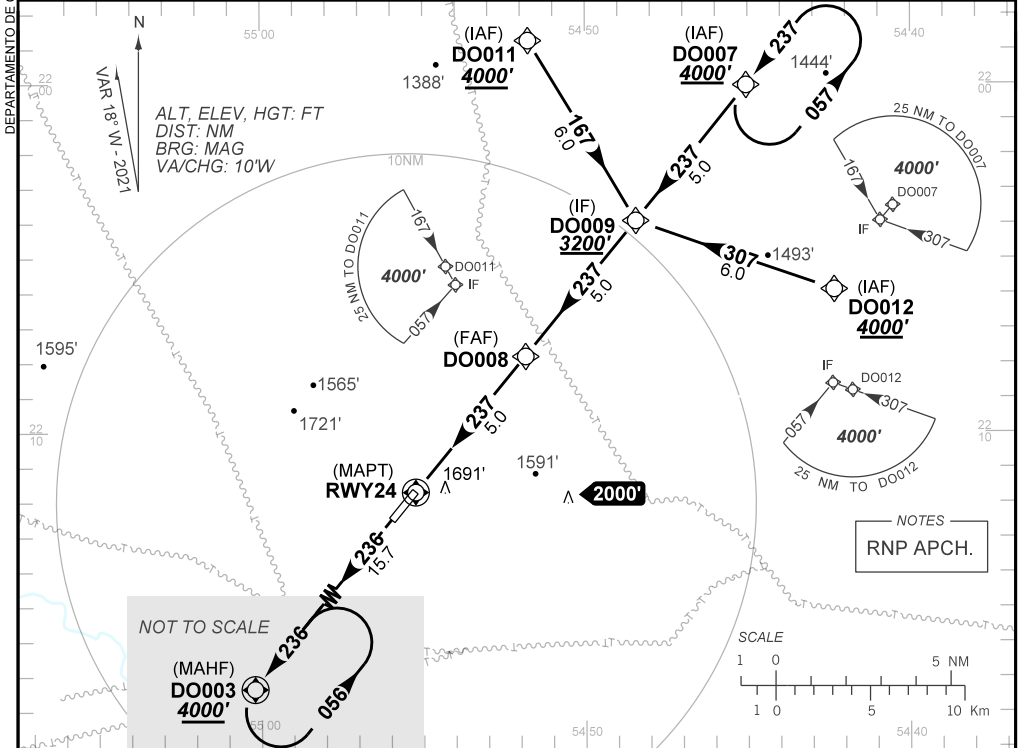 DEPARTAMENTO DE
N
VAR 18° W - 2021
ALT, ELEV, HGT: FT
DIST: NM
BRG: MAG
VA/CHG: 10'W
55 00
54 50
54 40
22 00
22 00
(IAF)
DO011
4000'
1388'
(IAF)
DO007
4000'
237
1444'
057
167
6.0
237
5.0
10NM
25 NM TO DO007
4000'
167
DO007
IF
307
(IF)
DO009
3200'
307
6.0
1493'
(IAF)
DO012
4000'
25 NM TO DO011
167
4000'
DO011
IF
057
237
5.0
(FAF)
DO008
1595'
1565'
1721'
IF
DO012
057
307
4000'
25 NM TO DO012
22 10
22 10
237
5.0
(MAPT)
RWY24
1691'
1591'
2000'
NOTES
RNP APCH.
236
15.7
NOT TO SCALE
236
(MAHF)
DO003
4000'
056
55 00
54 50
54 40
SCALE
1 0 5 NM
1 0 5 10 Km